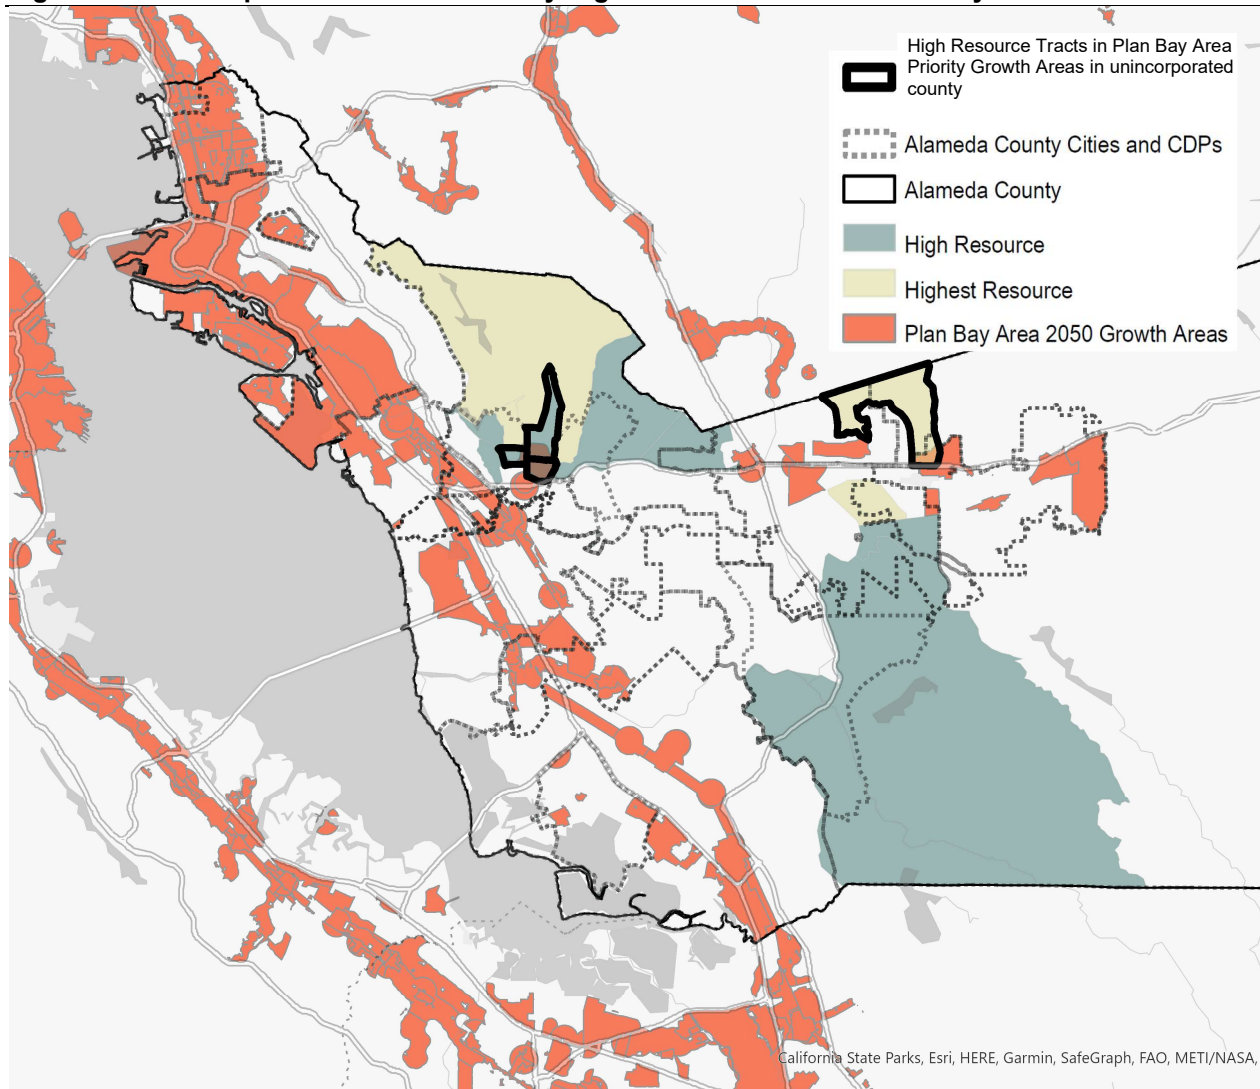 High Resource Tracts in Plan Bay Area
Priority Growth Areas in unincorporated
county
Alameda County Cities and CDPs
Alameda County
High Resource
Highest Resource
Plan Bay Area 2050 Growth Areas
California State Parks, Esri, HERE, Garmin, SafeGraph, FAO, METI/NASA,